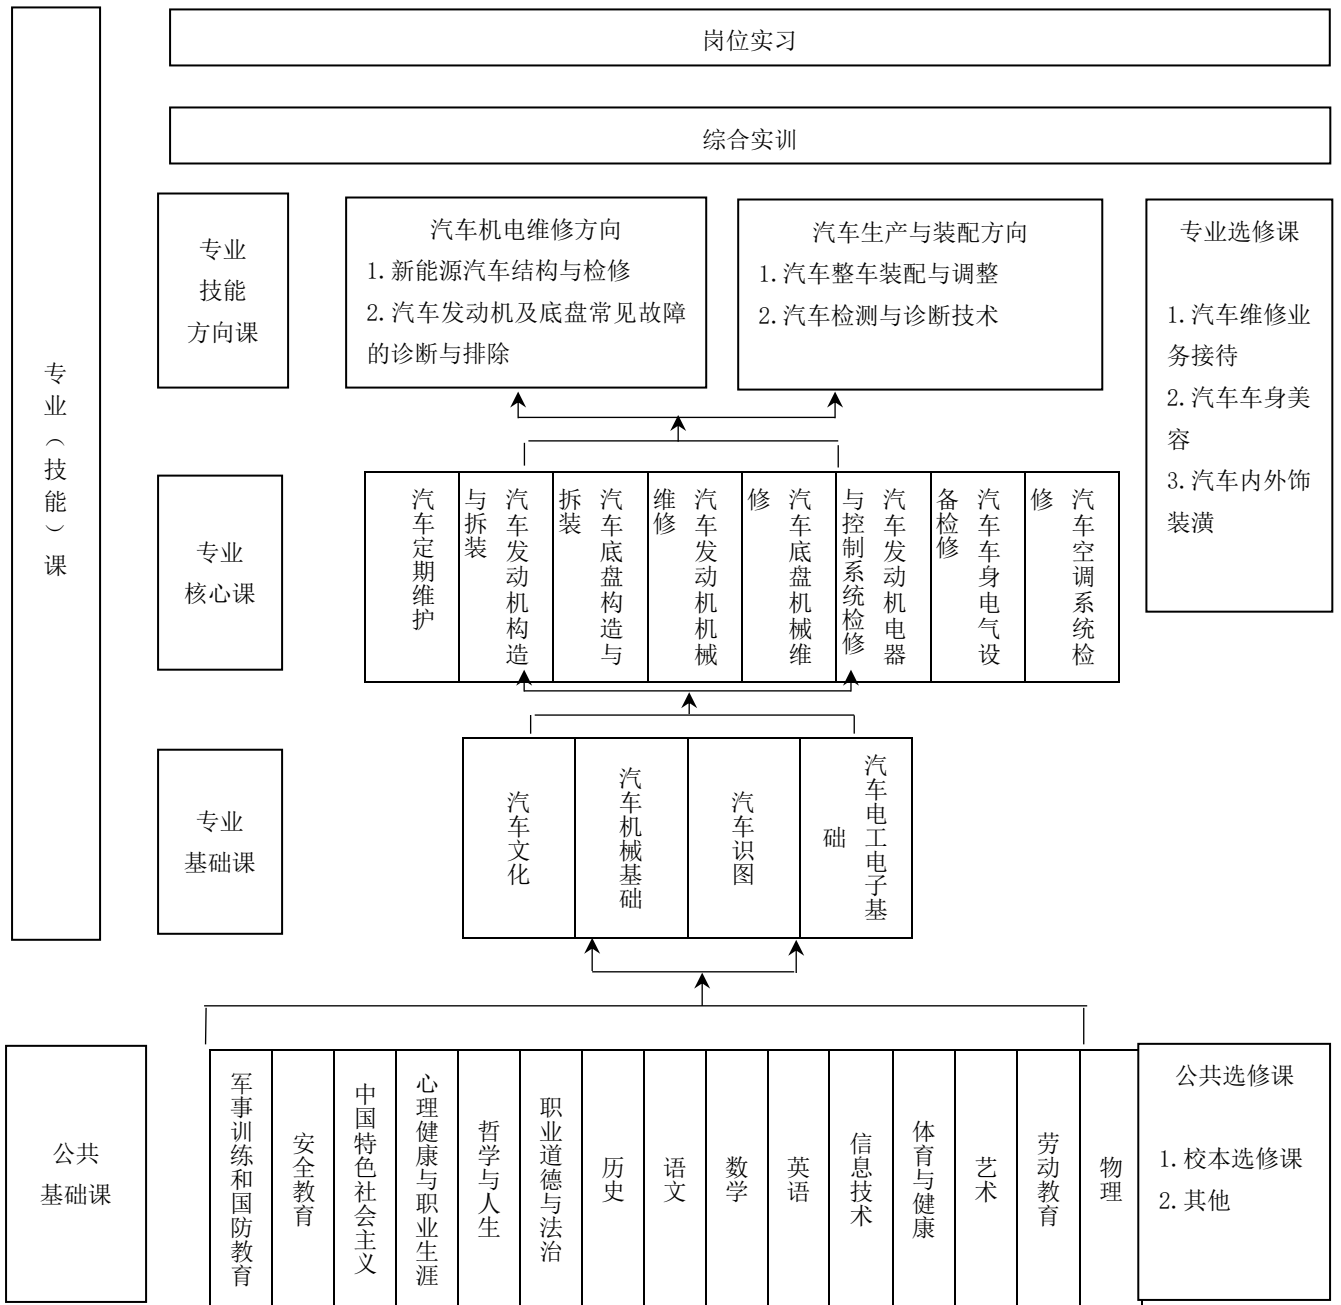 岗位实习
综合实训
专业（技能）课
专业
技能
方向课
汽车机电维修方向
1.新能源汽车结构与检修
2.汽车发动机及底盘常见故障
的诊断与排除
汽车生产与装配方向
1.汽车整车装配与调整
2.汽车检测与诊断技术
专业选修课
1.汽车维修业
务接待
2.汽车车身美
容
3.汽车内外饰
装潢
专业
核心课
汽车定期维护
汽车发动机构造
与拆装
汽车底盘构造与
拆装
汽车发动机机械
维修
汽车底盘机械维
修
汽车发动机电器
与控制系统检修
汽车车身电气设
备检修
汽车空调系统检
修
专业
基础课
汽车文化
汽车机械基础
汽车识图
汽车电工电子基
础
公共
基础课
军事训练和国防教育
安全教育
中国特色社会主义
心理健康与职业生涯
哲学与人生
职业道德与法治
历史
语文
数学
英语
信息技术
体育与健康
艺术
劳动教育
物理
公共选修课
1.校本选修课
2.其他